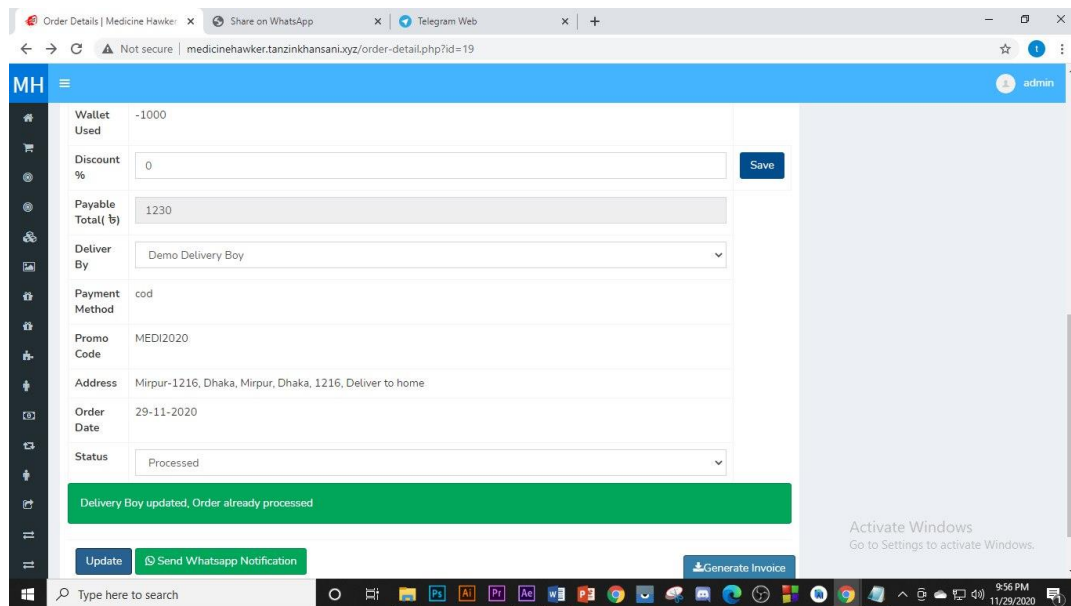 Order Details | Medicine Hawker
Share on WhatsApp
Telegram Web
Not secure | medicinehawker.tanzinkhansani.xyz/order-detail.php?id=19
t
MH
admin
Wallet Used
-1000
Discount %
0
Save
Payable Total( ৳)
1230
Deliver By
Demo Delivery Boy
Payment Method
cod
Promo Code
MEDI2020
Address
Mirpur-1216, Dhaka, Mirpur, Dhaka, 1216, Deliver to home
Order Date
29-11-2020
Status
Processed
Delivery Boy updated, Order already processed
Activate Windows
Go to Settings to activate Windows.
Update
Send Whatsapp Notification
Generate Invoice
Type here to search
Ps
Ai
Pr
Ae
9:56 PM
11/29/2020